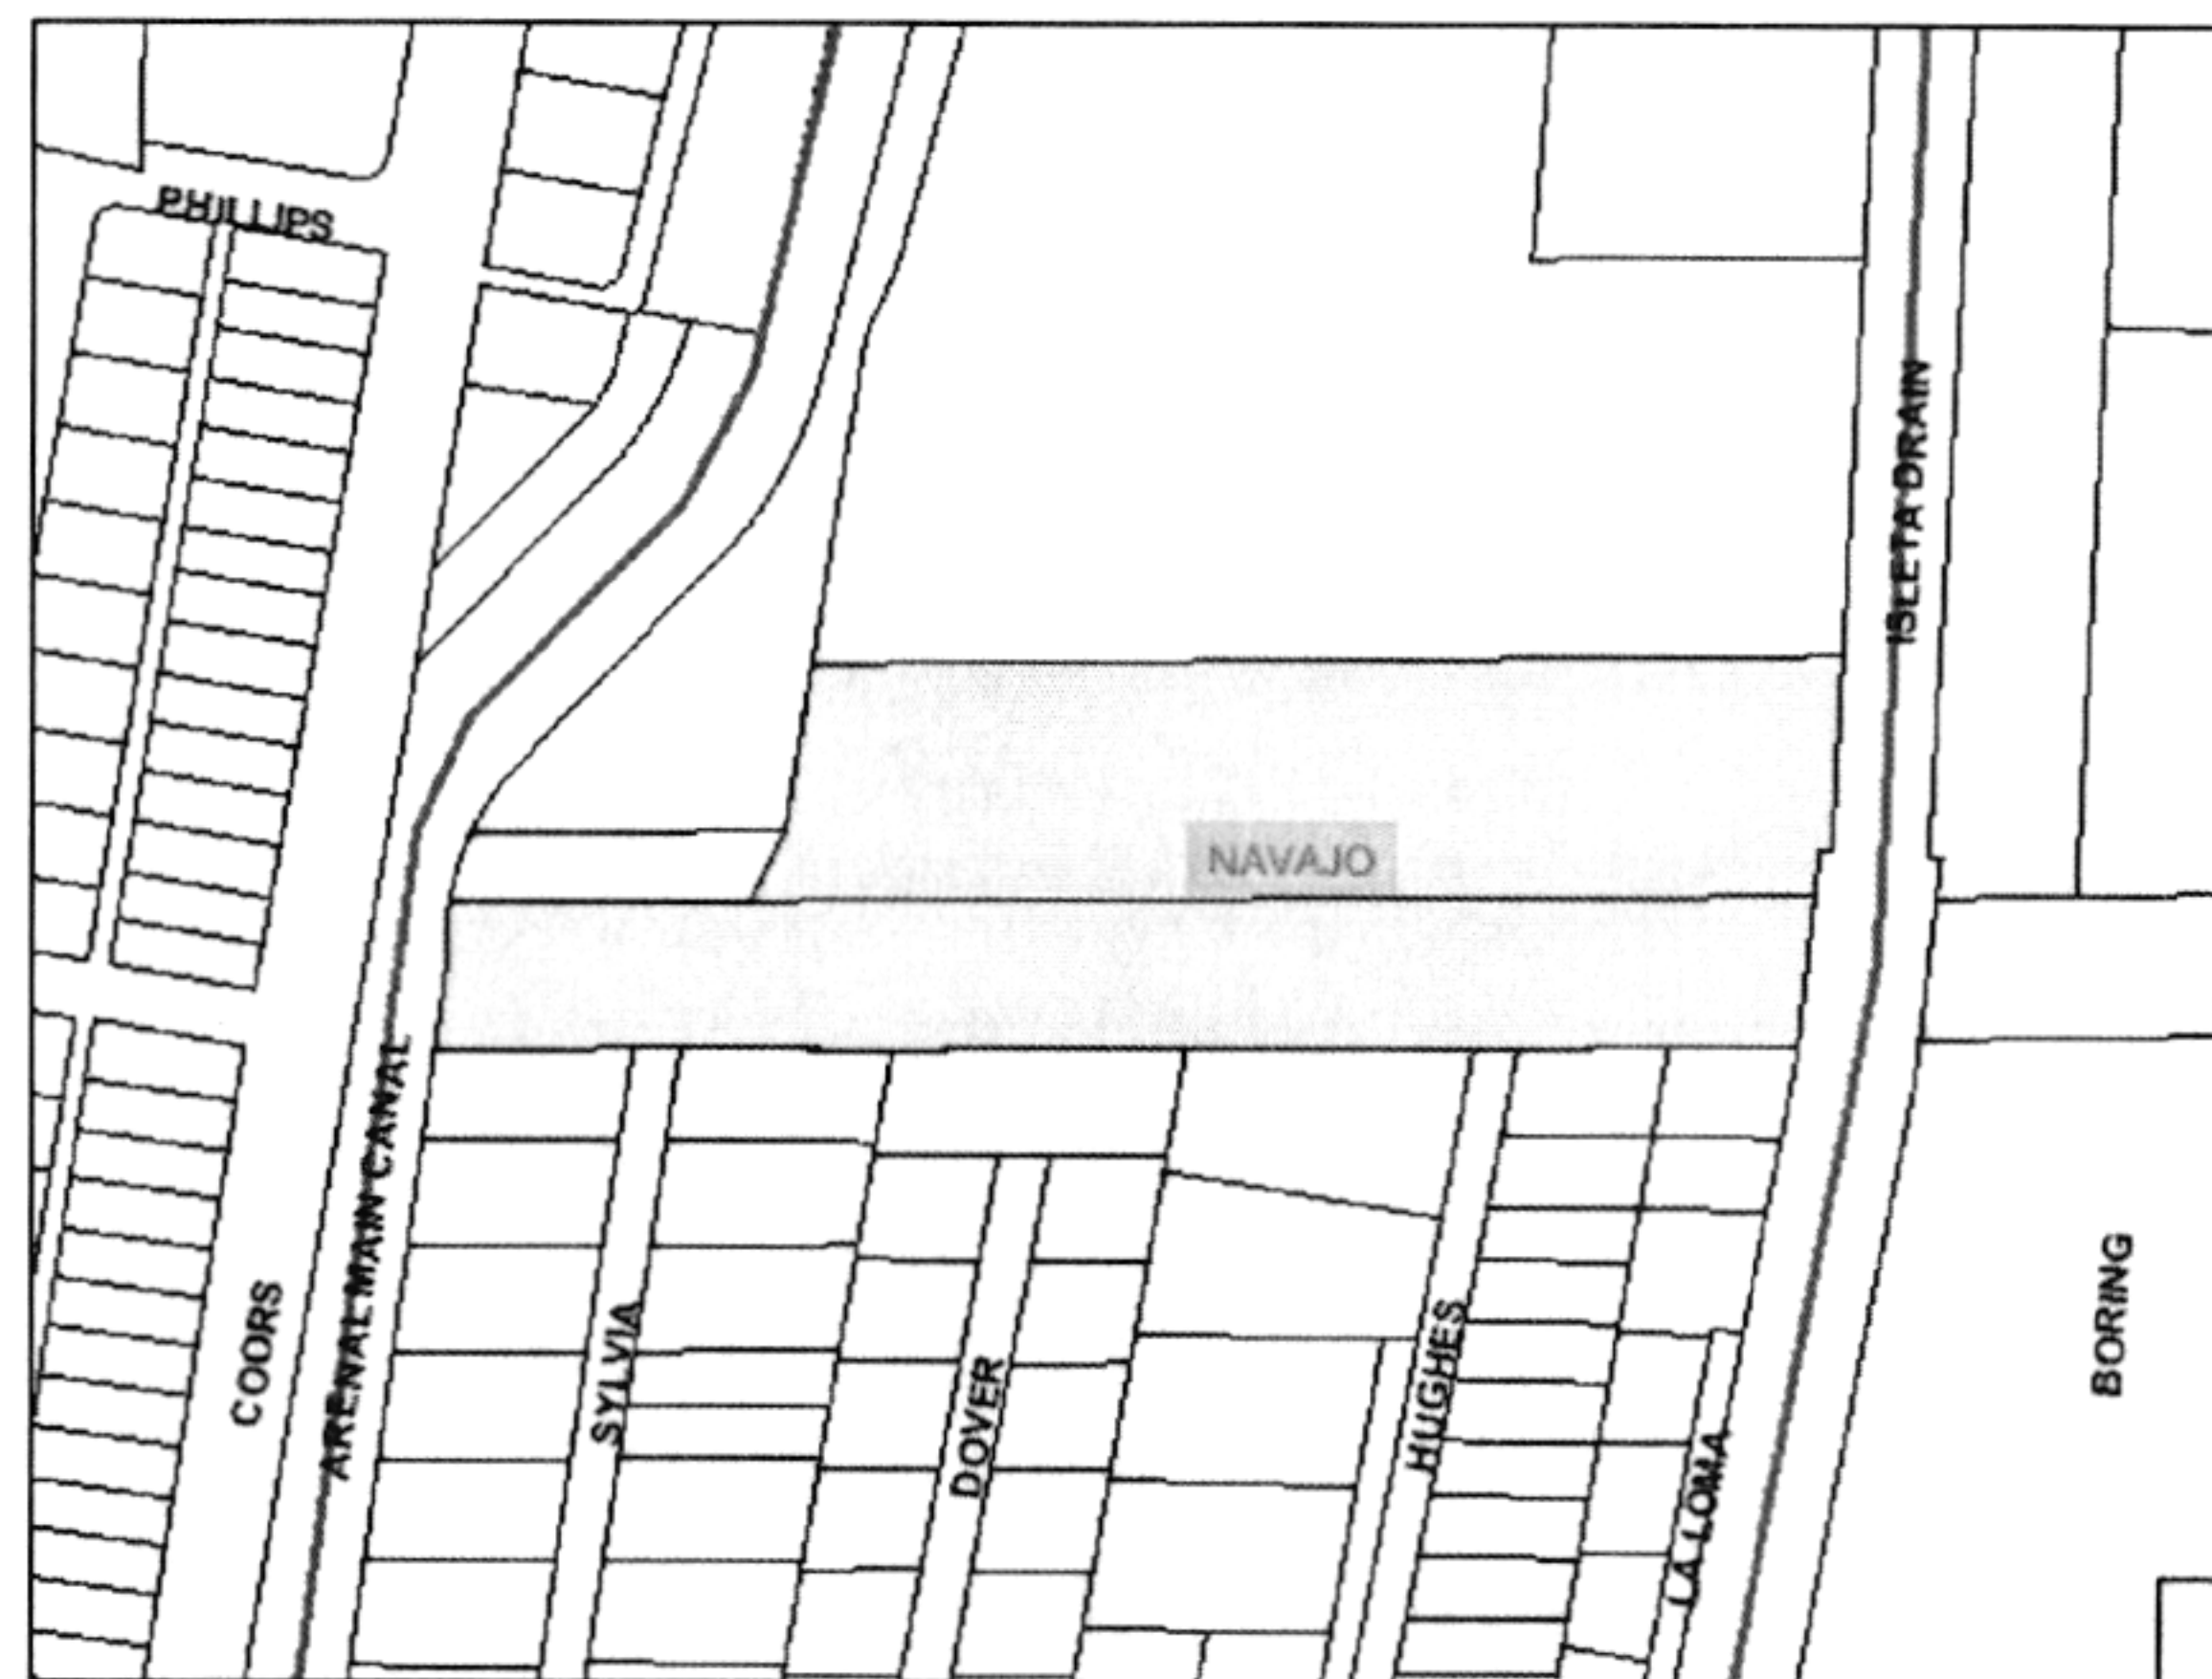 PHILLIPS
ISLETA DRAIN
NAVAJO
ARENAL MAIN CANAL
COORS
SYLVIA
DOVER
HUGHES
LA LOMA
BORING